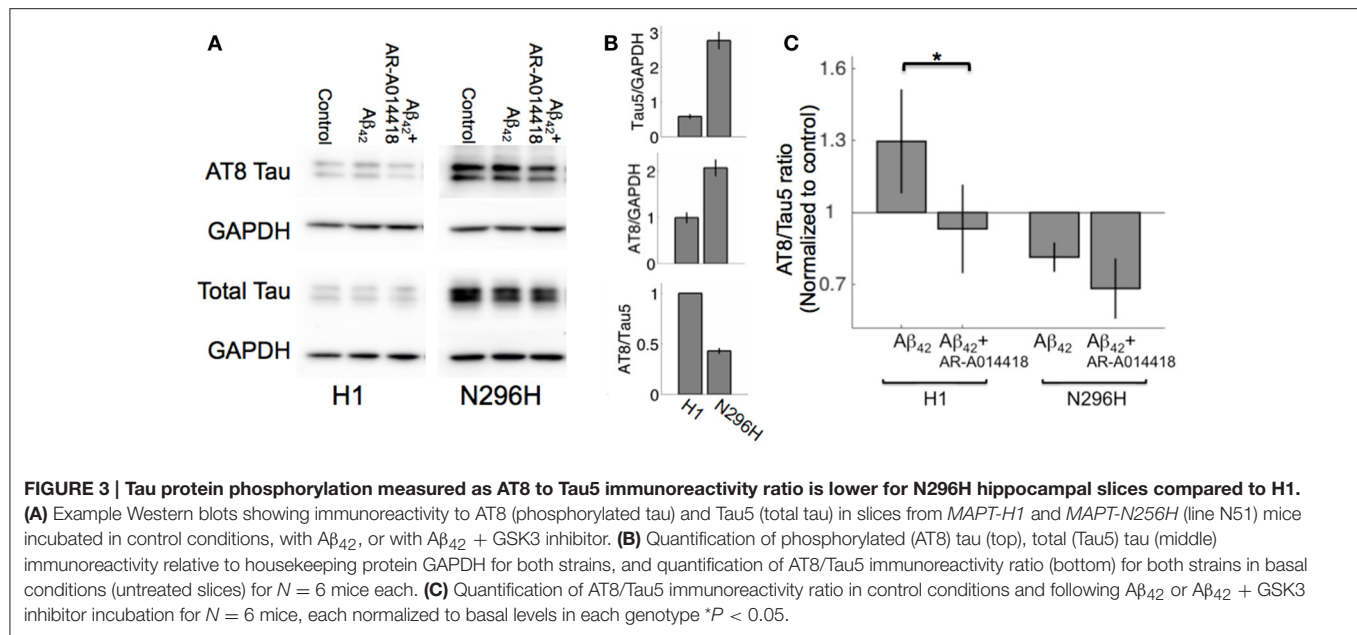 A
B
C
Control
Aβ42
Aβ42+
AR-A014418
Control
Aβ42
Aβ42+
AR-A014418
AT8 Tau
GAPDH
Total Tau
GAPDH
H1
N296H
3
2
1
0
Tau5/GAPDH
2
1
0
AT8/GAPDH
1
0.5
0
AT8/Tau5
H1
N296H
1.6
1.3
1
0.7
AT8/Tau5 ratio
(Normalized to control)
*
Aβ42
Aβ42+
AR-A014418
Aβ42
Aβ42+
AR-A014418
H1
N296H
FIGURE 3 | Tau protein phosphorylation measured as AT8 to Tau5 immunoreactivity ratio is lower for N296H hippocampal slices compared to H1.
(A) Example Western blots showing immunoreactivity to AT8 (phosphorylated tau) and Tau5 (total tau) in slices from MAPT-H1 and MAPT-N256H (line N51) mice
incubated in control conditions, with Aβ42, or with Aβ42 + GSK3 inhibitor. (B) Quantification of phosphorylated (AT8) tau (top), total (Tau5) tau (middle)
immunoreactivity relative to housekeeping protein GAPDH for both strains, and quantification of AT8/Tau5 immunoreactivity ratio (bottom) for both strains in basal
conditions (untreated slices) for N = 6 mice each. (C) Quantification of AT8/Tau5 immunoreactivity ratio in control conditions and following Aβ42 or Aβ42 + GSK3
inhibitor incubation for N = 6 mice, each normalized to basal levels in each genotype *P < 0.05.